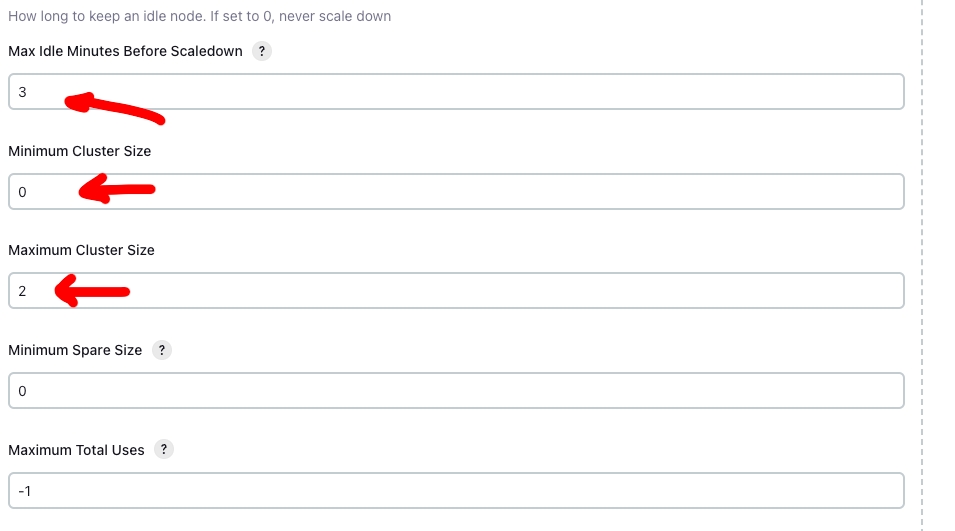 How long to keep an idle node. If set to 0, never scale down
Max Idle Minutes Before Scaledown ?
3
Minimum Cluster Size
0
Maximum Cluster Size
2
Minimum Spare Size ?
0
Maximum Total Uses ?
-1